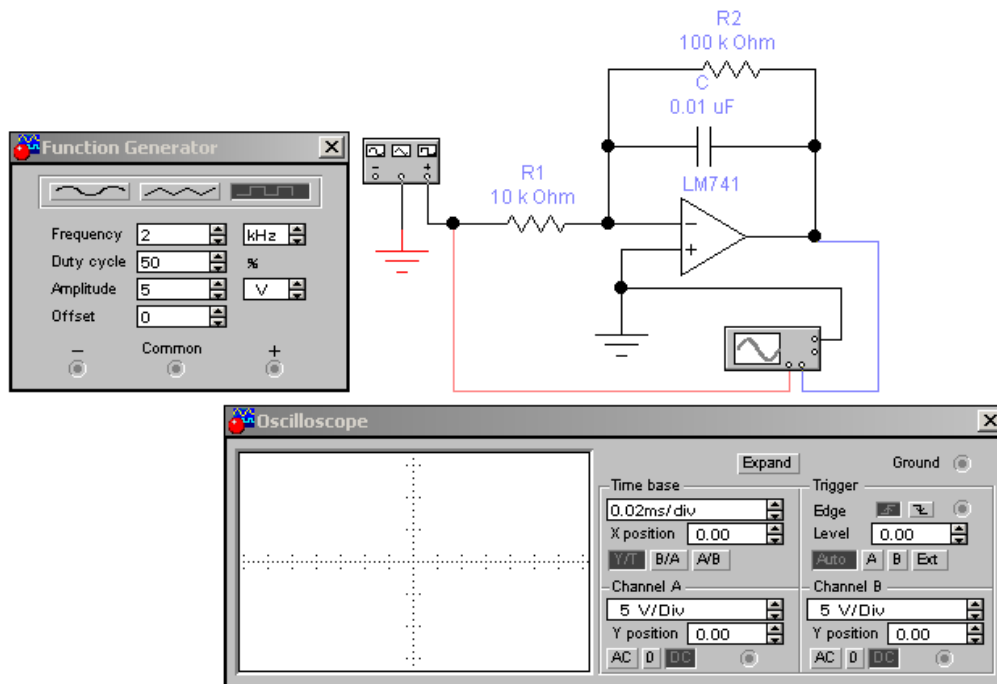 R2
100 k Ohm
C
0.01 uF
Function Generator
R1
10 k Ohm
LM741
Frequency 2 kHz
Duty cycle 50 %
Amplitude 5 V
Offset 0
− Common +
− +
−
+
Oscilloscope
Expand Ground
Time base Trigger
0.02ms/div Edge
X position 0.00 Level 0.00
Y/T B/A A/B Auto A B Ext
Channel A Channel B
5 V/Div 5 V/Div
Y position 0.00 Y position 0.00
AC 0 DC AC 0 DC